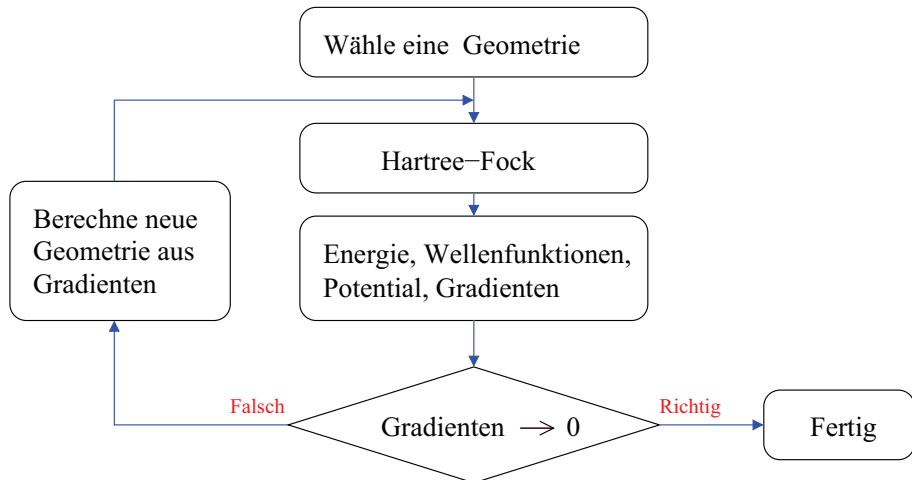 Wähle eine Geometrie
Hartree−Fock
Berechne neue
Geometrie aus
Gradienten
Energie, Wellenfunktionen,
Potential, Gradienten
Falsch
Gradienten → 0
Richtig
Fertig